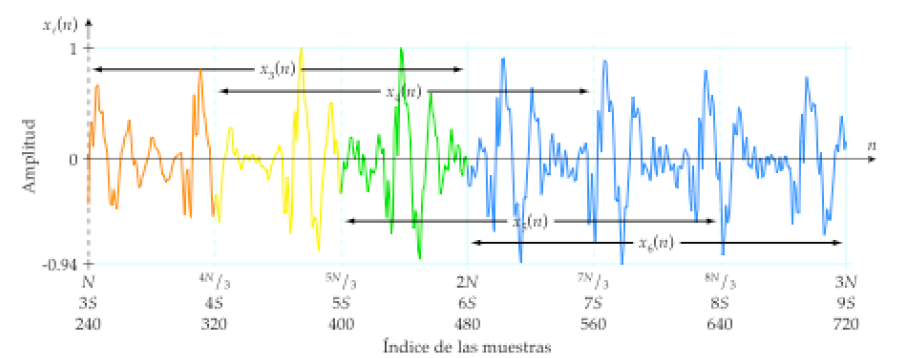 xᵢ(n)
1
x₃(n)
x₄(n)
Amplitud
0
n
x₅(n)
x₆(n)
-0.94
N 4N/3 5N/3 2N 7N/3 8N/3 3N
3S 4S 5S 6S 7S 8S 9S
240 320 400 480 560 640 720
Índice de las muestras